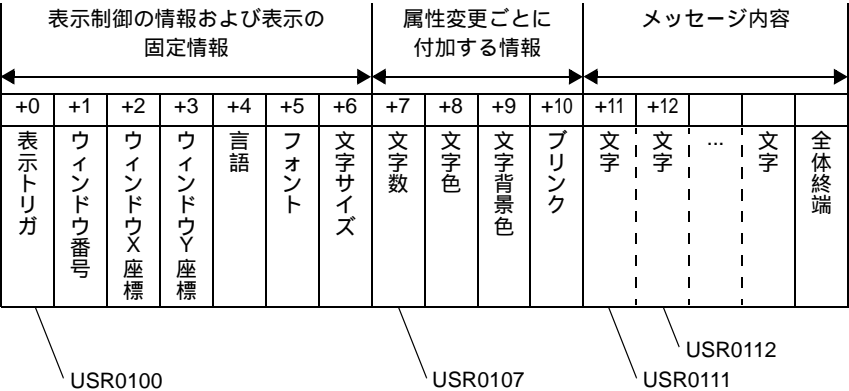 表示制御の情報および表示の
固定情報
属性変更ごとに
付加する情報
メッセージ内容
+0 +1 +2 +3 +4 +5 +6 +7 +8 +9 +10 +11 +12
表示トリガ
ウィンドウ番号
ウィンドウX座標
ウィンドウY座標
言語
フォント
文字サイズ
文字数
文字色
文字背景色
ブリンク
文字
文字
...
文字
全体終端
USR0112
USR0100 USR0107 USR0111